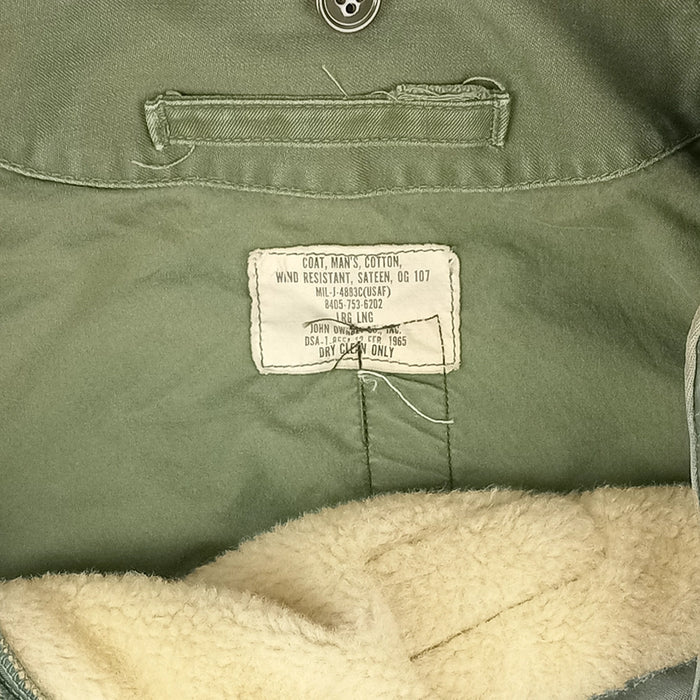 COAT, MAN'S, COTTON,
WIND RESISTANT, SATEEN, OG 107
MIL-J-4883C(USAF)
8405-753-6202
LRG LNG
JOHN CO., INC.
FEB. 1965
DRY CLEAN ONLY